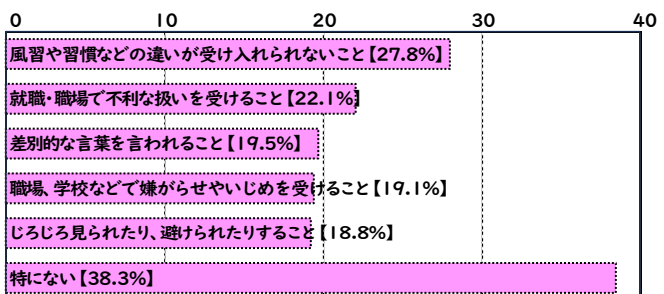 0 10 20 30 40
風習や習慣などの違いが受け入れられないこと【27.8%】
就職・職場で不利な扱いを受けること【22.1%】
差別的な言葉を言われること【19.5%】
職場、学校などで嫌がらせやいじめを受けること【19.1%】
じろじろ見られたり、避けられたりすること【18.8%】
特にない【38.3%】